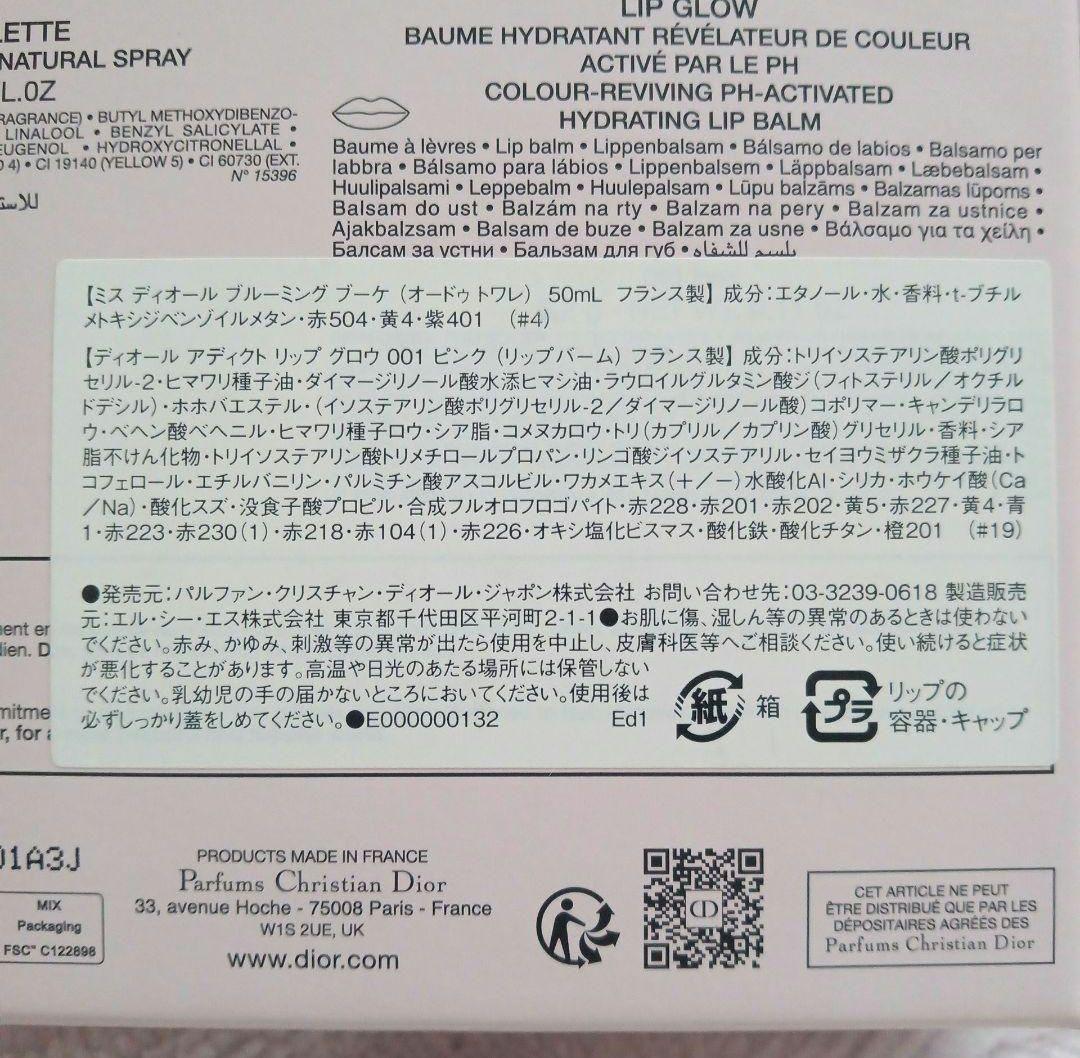 LETTE
NATURAL SPRAY
L.OZ
RAGRANCE) • BUTYL METHOXYDIBENZO-
LINALOOL • BENZYL SALICYLATE •
EUGENOL • HYDROXYCITRONELLAL •
D 4) • CI 19140 (YELLOW 5) • CI 60730 (EXT.
N° 15396
LIP GLOW
BAUME HYDRATANT RÉVÉLATEUR DE COULEUR
ACTIVÉ PAR LE PH
COLOUR-REVIVING PH-ACTIVATED
HYDRATING LIP BALM
Baume à lèvres • Lip balm • Lippenbalsam • Bálsamo de labios • Balsamo per
labbra • Bálsamo para lábios • Lippenbalsem • Läppbalsam • Læbebalsam •
Huulipalsami • Leppebalm • Huulepalsam • Lūpu balzāms • Balzamas lūpoms •
Balsam do ust • Balzám na rty • Balzam na pery • Balzam za ustnice •
Ajakbalzsam • Balsam de buze • Balzam za usne • Βάλσαμο για τα χείλη •
Балсам за устни • Бальзам для губ • بلسم للشفاه
【ミス ディオール ブルーミング ブーケ (オードゥ トワレ) 50mL フランス製】 成分:エタノール・水・香料・t-ブチル
メトキシジベンゾイルメタン・赤504・黄4・紫401 (#4)
【ディオール アディクト リップ グロウ 001 ピンク (リップバーム) フランス製】 成分:トリイソステアリン酸ポリグリ
セリル-2・ヒマワリ種子油・ダイマージリノール酸水添ヒマシ油・ラウロイルグルタミン酸ジ(フィトステリル/オクチル
ドデシル)・ホホバエステル・(イソステアリン酸ポリグリセリル-2/ダイマージリノール酸)コポリマー・キャンデリラロ
ウ・ベヘン酸ベヘニル・ヒマワリ種子ロウ・シア脂・コメヌカロウ・トリ(カプリル/カプリン酸)グリセリル・香料・シア
脂不けん化物・トリイソステアリン酸トリメチロールプロパン・リンゴ酸ジイソステアリル・セイヨウミザクラ種子油・ト
コフェロール・エチルバニリン・パルミチン酸アスコルビル・ワカメエキス(+/−)水酸化Al・シリカ・ホウケイ酸(Ca
/Na)・酸化スズ・没食子酸プロピル・合成フルオロフロゴパイト・赤228・赤201・赤202・黄5・赤227・黄4・青
1・赤223・赤230(1)・赤218・赤104(1)・赤226・オキシ塩化ビスマス・酸化鉄・酸化チタン・橙201 (#19)
●発売元:パルファン・クリスチャン・ディオール・ジャポン株式会社 お問い合わせ先:03-3239-0618 製造販売
元:エル・シー・エス株式会社 東京都千代田区平河町2-1-1●お肌に傷、湿しん等の異常のあるときは使わない
でください。赤み、かゆみ、刺激等の異常が出たら使用を中止し、皮膚科医等へご相談ください。使い続けると症状
が悪化することがあります。高温や日光のあたる場所には保管しない
でください。乳幼児の手の届かないところにおいてください。使用後は
必ずしっかり蓋をしめてください。●E000000132 Ed1
紙 箱 プラ リップの
容器・キャップ
ment en
lien. D
mitme
r, for a
01A3J
MIX
Packaging
FSC™ C122898
PRODUCTS MADE IN FRANCE
Parfums Christian Dior
33, avenue Hoche - 75008 Paris - France
W1S 2UE, UK
www.dior.com
CD
CET ARTICLE NE PEUT
ÊTRE DISTRIBUÉ QUE PAR LES
DÉPOSITAIRES AGRÉÉS DES
Parfums Christian Dior